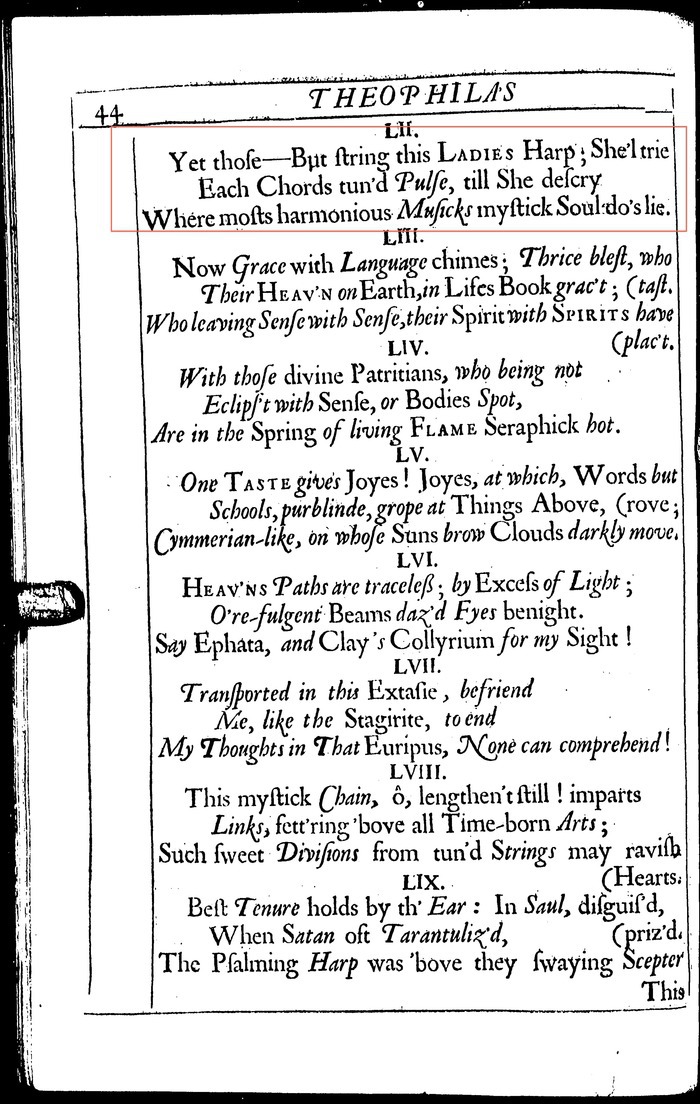 44 THEOPHILA'S
LII.
Yet those—But string this LADIES Harp; She'l trie
Each Chords tun'd Pulse, till She descry
Where mosts harmonious Musicks mystick Soul do's lie.
LIII.
Now Grace with Language chimes; Thrice blest, who
Their HEAV'N on Earth, in Lifes Book grac't; (tast.
Who leaving Sense with Sense, their Spirit with SPIRITS have
LIV. (plac't.
With those divine Patritians, who being not
Eclips't with Sense, or Bodies Spot,
Are in the Spring of living FLAME Seraphick hot.
LV.
One TASTE gives Joyes! Joyes, at which, Words but
Schools, purblinde, grope at Things Above, (rove;
Cymmerian-like, on whose Suns brow Clouds darkly move.
LVI.
HEAV'NS Paths are traceless; by Excess of Light;
O're-fulgent Beams daz'd Eyes benight.
Say Ephata, and Clay's Collyrium for my Sight!
LVII.
Transported in this Extasie, befriend
Me, like the Stagirite, to end
My Thoughts in That Euripus, None can comprehend!
LVIII.
This mystick Chain, ô, lengthen't still! imparts
Links, fett'ring 'bove all Time-born Arts;
Such sweet Divisions from tun'd Strings may ravish
LIX. (Hearts.
Best Tenure holds by th' Ear: In Saul, disguis'd,
When Satan oft Tarantuliz'd, (priz'd.
The Psalming Harp was 'bove they swaying Scepter
This